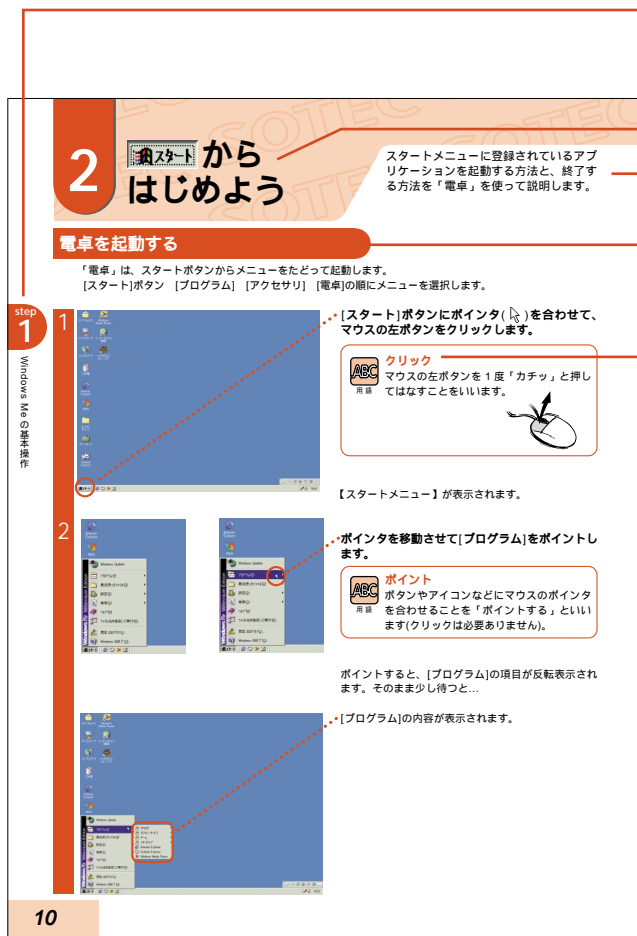 2
スタート から
はじめよう
スタートメニューに登録されているアプ
リケーションを起動する方法と、終了す
る方法を「電卓」を使って説明します。
電卓を起動する
「電卓」は、スタートボタンからメニューをたどって起動します。
[スタート]ボタン [プログラム] [アクセサリ] [電卓]の順にメニューを選択します。
step
1
Windows Me の基本操作
1
[スタート]ボタンにポインタ( )を合わせて、
マウスの左ボタンをクリックします。
ABC
用語
クリック
マウスの左ボタンを 1 度「カチッ」と押し
てはなすことをいいます。
【スタートメニュー】が表示されます。
2
Windows Update
ポインタを移動させて[プログラム]をポイントし
ます。
ABC
用語
ポイント
ボタンやアイコンなどにマウスのポインタ
を合わせることを「ポイントする」といい
ます(クリックは必要ありません)。
ポイントすると、[プログラム]の項目が反転表示され
ます。そのまま少し待つと...
[プログラム]の内容が表示されます。
10